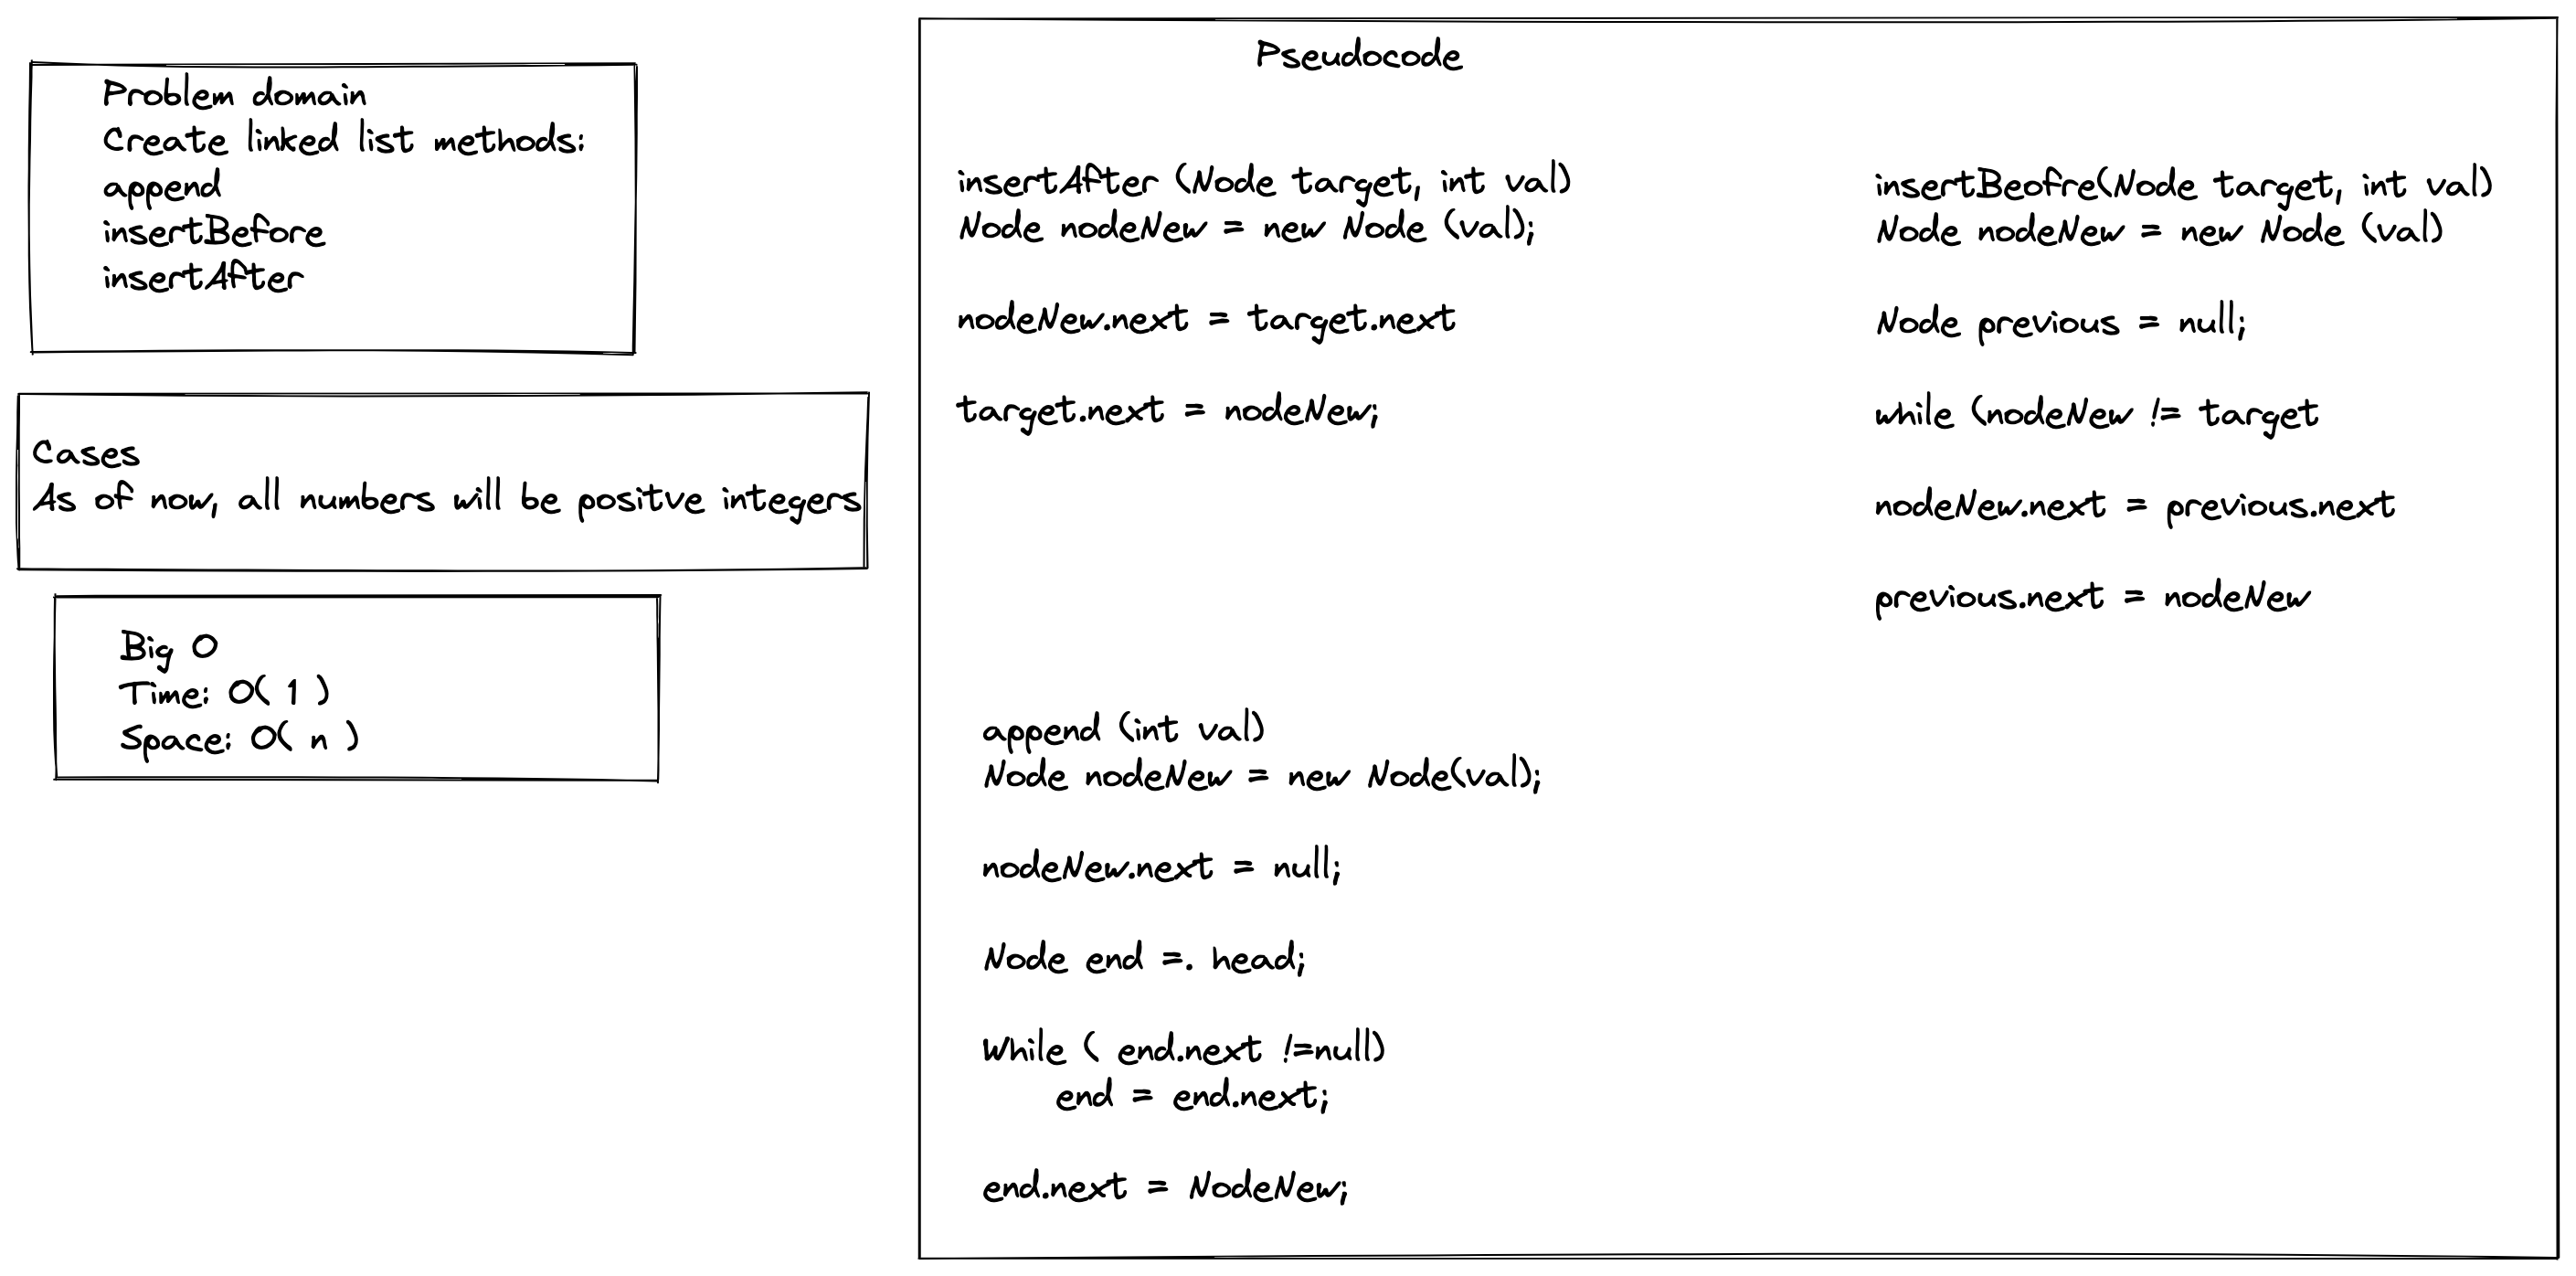 Problem domain
Create linked list methods:
append
insertBefore
insertAfter
Cases
As of now, all numbers will be positve integers
Big O
Time: O( 1 )
Space: O( n )
Pseudocode
insertAfter (Node target, int val)
Node nodeNew = new Node (val);
nodeNew.next = target.next
target.next = nodeNew;
insertBeofre(Node target, int val)
Node nodeNew = new Node (val)
Node previous = null;
while (nodeNew != target
nodeNew.next = previous.next
previous.next = nodeNew
append (int val)
Node nodeNew = new Node(val);
nodeNew.next = null;
Node end =. head;
While ( end.next !=null)
end = end.next;
end.next = NodeNew;